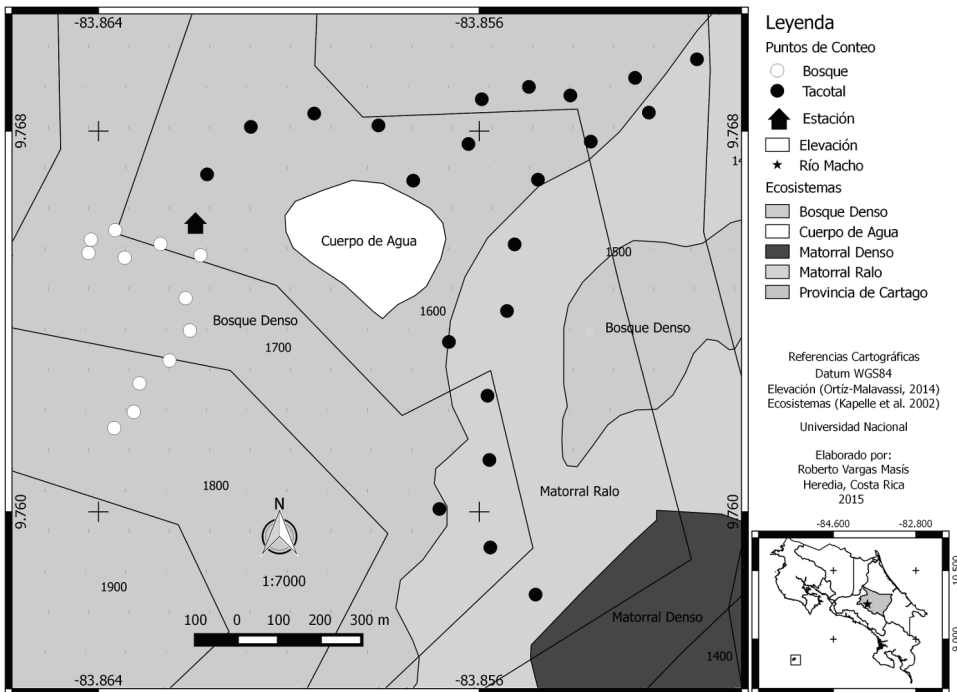 -83.864
-83.856
9.768
9.768
Cuerpo de Agua
1500
1600
Bosque Denso
Bosque Denso
1700
1800
Matorral Ralo
9.760
9.760
N
1:7000
1900
100 0 100 200 300 m
Matorral Denso
1400
-83.864
-83.856
Leyenda
Puntos de Conteo
Bosque
Tacotal
Estación
Elevación
Río Macho
Ecosistemas
Bosque Denso
Cuerpo de Agua
Matorral Denso
Matorral Ralo
Provincia de Cartago
Referencias Cartográficas
Datum WGS84
Elevación (Ortíz-Malavassi, 2014)
Ecosistemas (Kapelle et al. 2002)
Universidad Nacional
Elaborado por:
Roberto Vargas Masís
Heredia, Costa Rica
2015
-84.600
-82.800
10.500
9.000